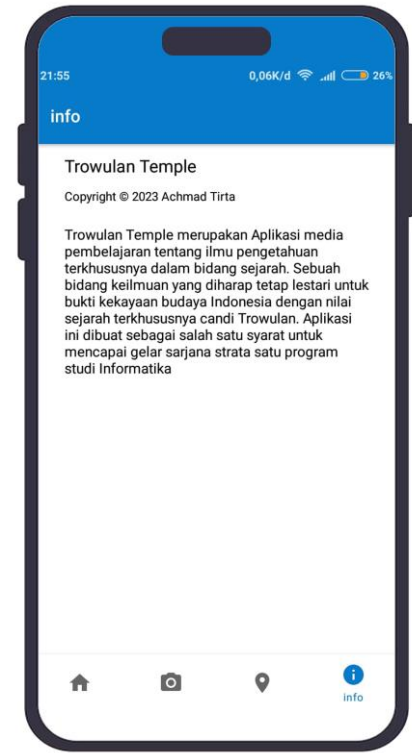 21:55 0,06K/d 26%
info
Trowulan Temple
Copyright © 2023 Achmad Tirta
Trowulan Temple merupakan Aplikasi media
pembelajaran tentang ilmu pengetahuan
terkhususnya dalam bidang sejarah. Sebuah
bidang keilmuan yang diharap tetap lestari untuk
bukti kekayaan budaya Indonesia dengan nilai
sejarah terkhususnya candi Trowulan. Aplikasi
ini dibuat sebagai salah satu syarat untuk
mencapai gelar sarjana strata satu program
studi Informatika
info